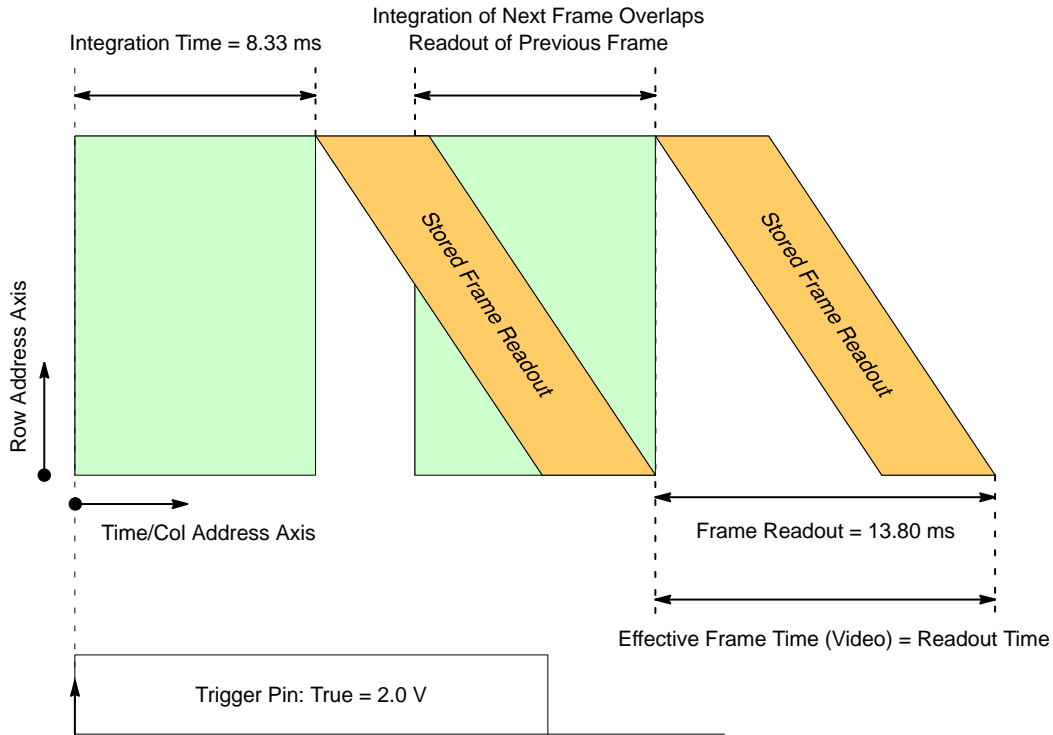 Integration of Next Frame Overlaps
Readout of Previous Frame
Integration Time = 8.33 ms
Stored Frame Readout
Stored Frame Readout
Row Address Axis
Time/Col Address Axis
Frame Readout = 13.80 ms
Effective Frame Time (Video) = Readout Time
Trigger Pin: True = 2.0 V